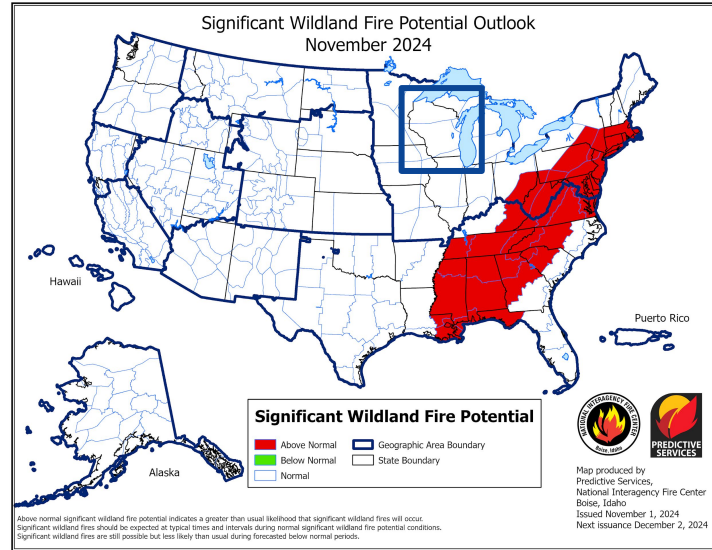 Significant Wildland Fire Potential Outlook
November 2024
Hawaii
Puerto Rico
Alaska
Significant Wildland Fire Potential
Above Normal
Below Normal
Normal
Geographic Area Boundary
State Boundary
NATIONAL INTERAGENCY FIRE CENTER
Boise, Idaho
PREDICTIVE
SERVICES
Map produced by
Predictive Services,
National Interagency Fire Center
Boise, Idaho
Issued November 1, 2024
Next issuance December 2, 2024
Above normal significant wildland fire potential indicates a greater than usual likelihood that significant wildland fires will occur.
Significant wildland fires should be expected at typical times and intervals during normal significant wildland fire potential conditions.
Significant wildland fires are still possible but less likely than usual during forecasted below normal periods.